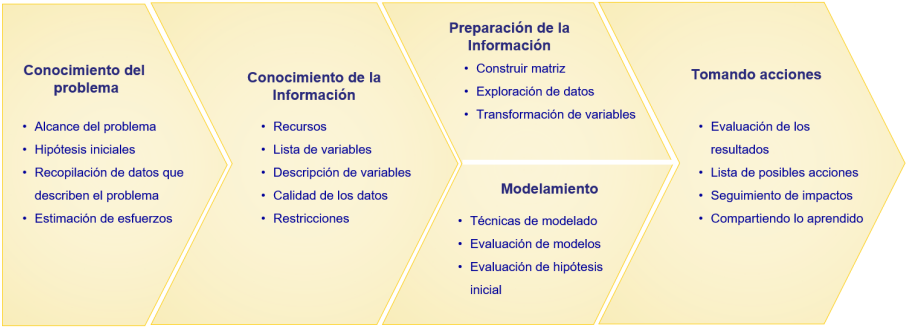 Conocimiento del
problema
• Alcance del problema
• Hipótesis iniciales
• Recopilación de datos que
describen el problema
• Estimación de esfuerzos
Conocimiento de la
Información
• Recursos
• Lista de variables
• Descripción de variables
• Calidad de los datos
• Restricciones
Preparación de la
Información
• Construir matriz
• Exploración de datos
• Transformación de variables
Modelamiento
• Técnicas de modelado
• Evaluación de modelos
• Evaluación de hipótesis
inicial
Tomando acciones
• Evaluación de los
resultados
• Lista de posibles acciones
• Seguimiento de impactos
• Compartiendo lo aprendido